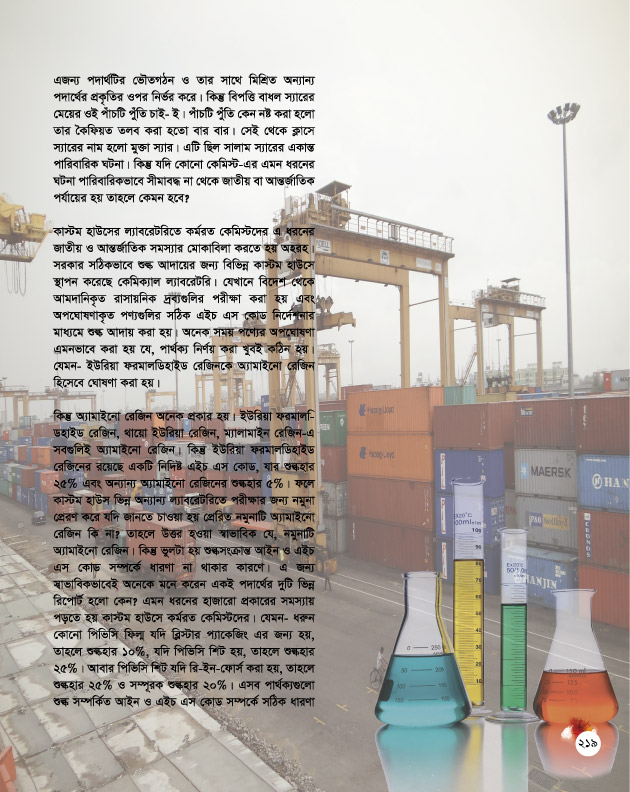 এজন্য পদার্থটির ভৌতগঠন ও তার সাথে মিশ্রিত অন্যান্য
পদার্থের প্রকৃতির ওপর নির্ভর করে। কিন্তু বিপত্তি বাধল স্যারের
মেয়ের ওই পাঁচটি পুঁতি চাই- ই। পাঁচটি পুঁতি কেন নষ্ট করা হলো
তার কৈফিয়ত তলব করা হতো বার বার। সেই থেকে ক্লাসে
স্যারের নাম হলো মুক্তা স্যার। এটি ছিল সালাম স্যারের একান্ত
পারিবারিক ঘটনা। কিন্তু যদি কোনো কেমিস্ট-এর এমন ধরনের
ঘটনা পারিবারিকভাবে সীমাবদ্ধ না থেকে জাতীয় বা আন্তর্জাতিক
পর্যায়ের হয় তাহলে কেমন হবে?
কাস্টম হাউসের ল্যাবরেটরিতে কর্মরত কেমিস্টদের এ ধরনের
জাতীয় ও আন্তর্জাতিক সমস্যার মোকাবিলা করতে হয় অহরহ।
সরকার সঠিকভাবে শুল্ক আদায়ের জন্য বিভিন্ন কাস্টম হাউসে
স্থাপন করেছে কেমিক্যাল ল্যাবরেটরি। যেখানে বিদেশ থেকে
আমদানিকৃত রাসায়নিক দ্রব্যগুলির পরীক্ষা করা হয় এবং
অপঘোষণাকৃত পণ্যগুলির সঠিক এইচ এস কোড নির্দেশনার
মাধ্যমে শুল্ক আদায় করা হয়। অনেক সময় পণ্যের অপঘোষণা
এমনভাবে করা হয় যে, পার্থক্য নির্ণয় করা খুবই কঠিন হয়।
যেমন- ইউরিয়া ফরমালডিহাইড রেজিনকে অ্যামাইনো রেজিন
হিসেবে ঘোষণা করা হয়।
কিন্তু অ্যামাইনো রেজিন অনেক প্রকার হয়। ইউরিয়া ফরমালি-
ডহাইড রেজিন, থায়ো ইউরিয়া রেজিন, ম্যালামাইন রেজিন-এ
সবগুলিই অ্যামাইনো রেজিন। কিন্তু ইউরিয়া ফরমালডিহাইড
রেজিনের রয়েছে একটি নির্দিষ্ট এইচ এস কোড, যার শুল্কহার
২৫% এবং অন্যান্য অ্যামাইনো রেজিনের শুল্কহার ৫%। ফলে
কাস্টম হাউস ভিন্ন অন্যান্য ল্যাবরেটরিতে পরীক্ষার জন্য নমুনা
প্রেরণ করে যদি জানতে চাওয়া হয় প্রেরিত নমুনাটি অ্যামাইনো
রেজিন কি না? তাহলে উত্তর হওয়া স্বাভাবিক যে, নমুনাটি
অ্যামাইনো রেজিন। কিন্তু ভুলটা হয় শুল্কসংক্রান্ত আইন ও এইচ
এস কোড সম্পর্কে ধারণা না থাকার কারণে। এ জন্য
স্বাভাবিকভাবেই অনেকে মনে করেন একই পদার্থের দুটি ভিন্ন
রিপোর্ট হলো কেন? এমন ধরনের হাজারো প্রকারের সমস্যায়
পড়তে হয় কাস্টম হাউসে কর্মরত কেমিস্টদের। যেমন- ধরুন
কোনো পিভিসি ফিল্ম যদি ব্লিস্টার প্যাকেজিং এর জন্য হয়,
তাহলে শুল্কহার ১০%, যদি পিভিসি শিট হয়, তাহলে শুল্কহার
২৫%। আবার পিভিসি শিট যদি রি-ইন-ফোর্স করা হয়, তাহলে
শুল্কহার ২৫% ও সম্পূরক শুল্কহার ২০%। এসব পার্থক্যগুলো
শুল্ক সম্পর্কিত আইন ও এইচ এস কোড সম্পর্কে সঠিক ধারণা
Hapag-Lloyd
Hapag-Lloyd
MAERSK
P&O Nedlloyd
HANJIN
২১৯